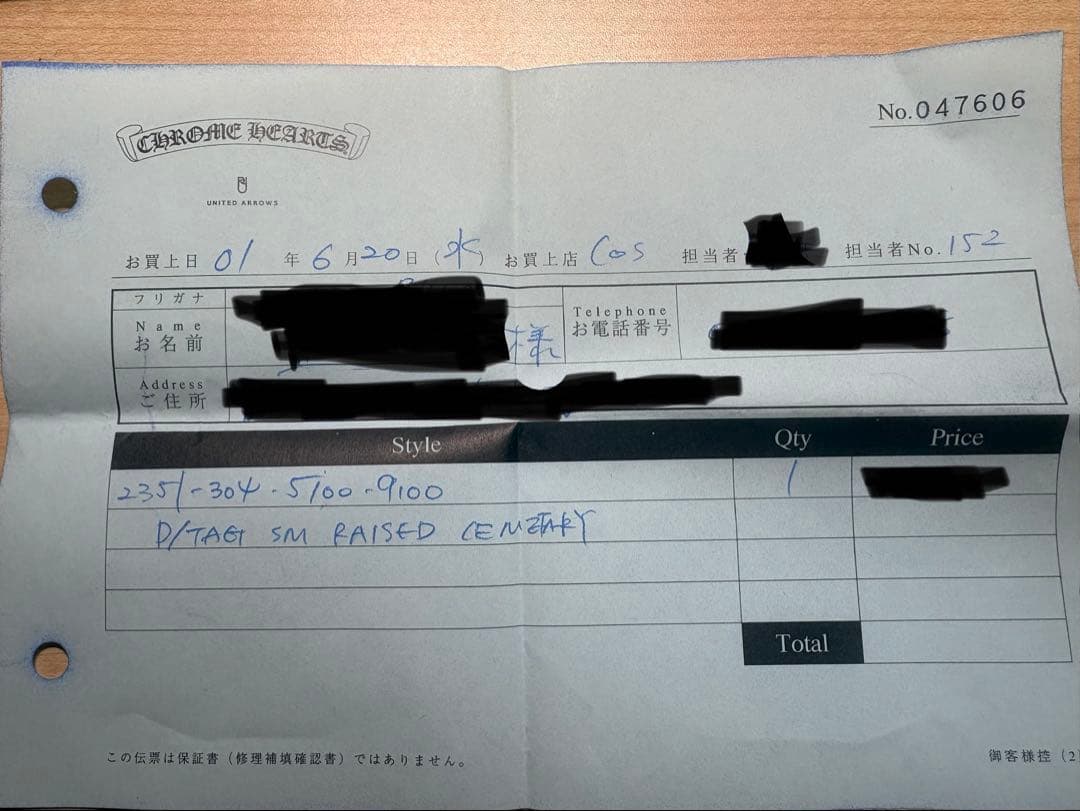 No.047606
CHROME HEARTS
UNITED ARROWS
お買上日 01 年 6 月 20 日 (水) お買上店 COS 担当者 担当者No. 152
フリガナ
Name
お名前 様
Telephone
お電話番号
Address
ご住所
Style Qty Price
2351-304-5100-9100 1
D/TAG SM RAISED CEMETARY
Total
この伝票は保証書(修理補填確認書)ではありません。
御客様控(2